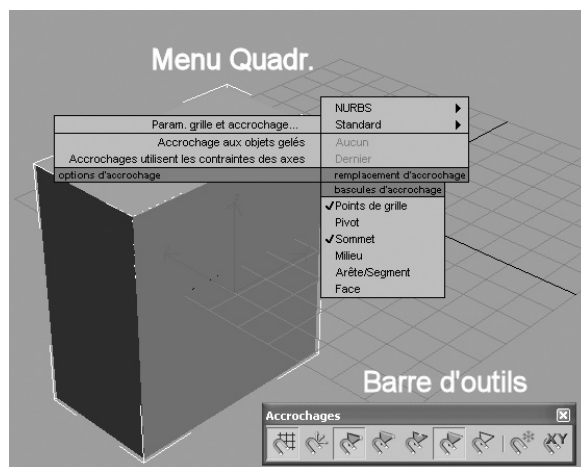 Menu Quadr.
NURBS
Param. grille et accrochage...
Standard
Accrochage aux objets gelés
Aucun
Accrochages utilisent les contraintes des axes
Dernier
options d'accrochage
remplacement d'accrochage
bascules d'accrochage
Points de grille
Pivot
Sommet
Milieu
Arête/Segment
Face
Barre d'outils
Accrochages
XY